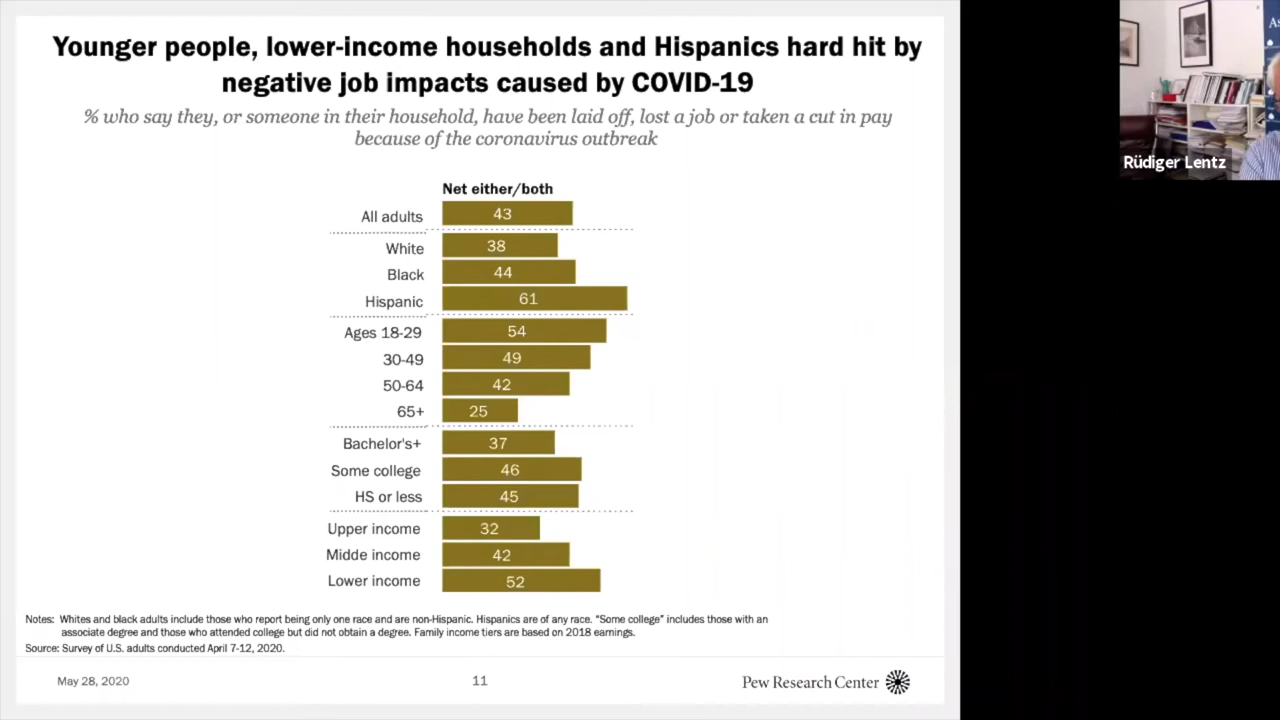 Younger people, lower-income households and Hispanics hard hit by
negative job impacts caused by COVID-19
% who say they, or someone in their household, have been laid off, lost a job or taken a cut in pay
because of the coronavirus outbreak
Net either/both
All adults 43
White 38
Black 44
Hispanic 61
Ages 18-29 54
30-49 49
50-64 42
65+ 25
Bachelor's+ 37
Some college 46
HS or less 45
Upper income 32
Midde income 42
Lower income 52
Notes: Whites and black adults include those who report being only one race and are non-Hispanic. Hispanics are of any race. “Some college” includes those with an
associate degree and those who attended college but did not obtain a degree. Family income tiers are based on 2018 earnings.
Source: Survey of U.S. adults conducted April 7-12, 2020.
May 28, 2020
11
Pew Research Center
Rüdiger Lentz